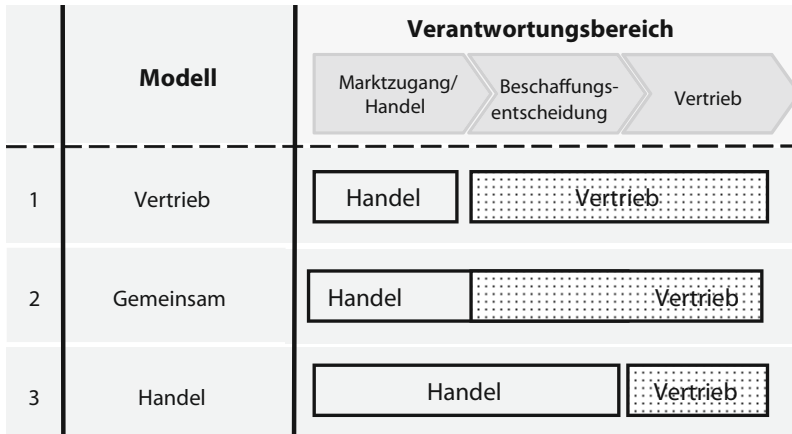 Verantwortungsbereich
Modell
Marktzugang/
Handel
Beschaffungs-
entscheidung
Vertrieb
1
Vertrieb
Handel
Vertrieb
2
Gemeinsam
Handel
Vertrieb
3
Handel
Handel
Vertrieb